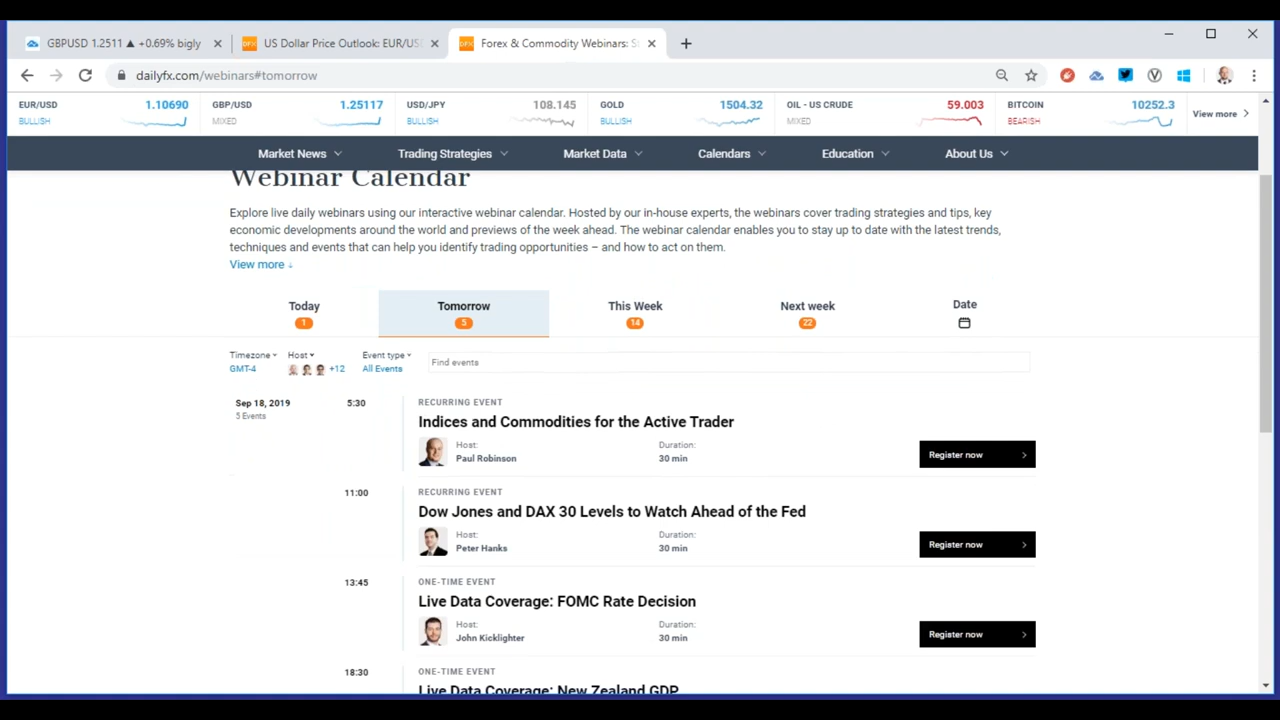 GBPUSD 1.2511 ▲ +0.69% bigly
US Dollar Price Outlook: EUR/US
Forex & Commodity Webinars: S
dailyfx.com/webinars#tomorrow
EUR/USD 1.10690
BULLISH
GBP/USD 1.25117
MIXED
USD/JPY 108.145
BULLISH
GOLD 1504.32
BULLISH
OIL - US CRUDE 59.003
MIXED
BITCOIN 10252.3
BEARISH
View more
Market News Trading Strategies Market Data Calendars Education About Us
Webinar Calendar
Explore live daily webinars using our interactive webinar calendar. Hosted by our in-house experts, the webinars cover trading strategies and tips, key
economic developments around the world and previews of the week ahead. The webinar calendar enables you to stay up to date with the latest trends,
techniques and events that can help you identify trading opportunities – and how to act on them.
View more ↓
Today Tomorrow This Week Next week Date
1 5 14 22
Timezone Host Event type
GMT-4 +12 All Events Find events
Sep 18, 2019 5:30
5 Events
RECURRING EVENT
Indices and Commodities for the Active Trader
Host: Duration:
Paul Robinson 30 min
Register now
11:00
RECURRING EVENT
Dow Jones and DAX 30 Levels to Watch Ahead of the Fed
Host: Duration:
Peter Hanks 30 min
Register now
13:45
ONE-TIME EVENT
Live Data Coverage: FOMC Rate Decision
Host: Duration:
John Kicklighter 30 min
Register now
18:30
ONE-TIME EVENT
Live Data Coverage: New Zealand GDP